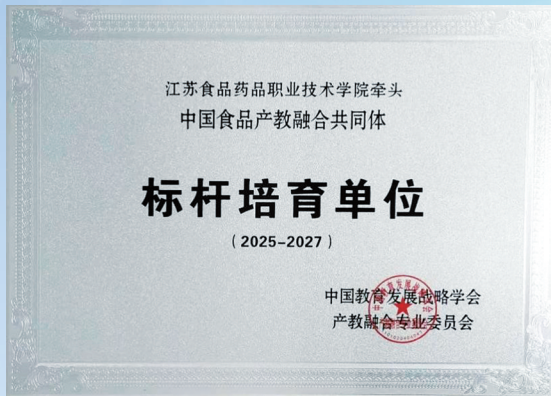 江苏食品药品职业技术学院牵头
中国食品产教融合共同体
标杆培育单位
（2025-2027）
中国教育发展战略学会
产教融合专业委员会